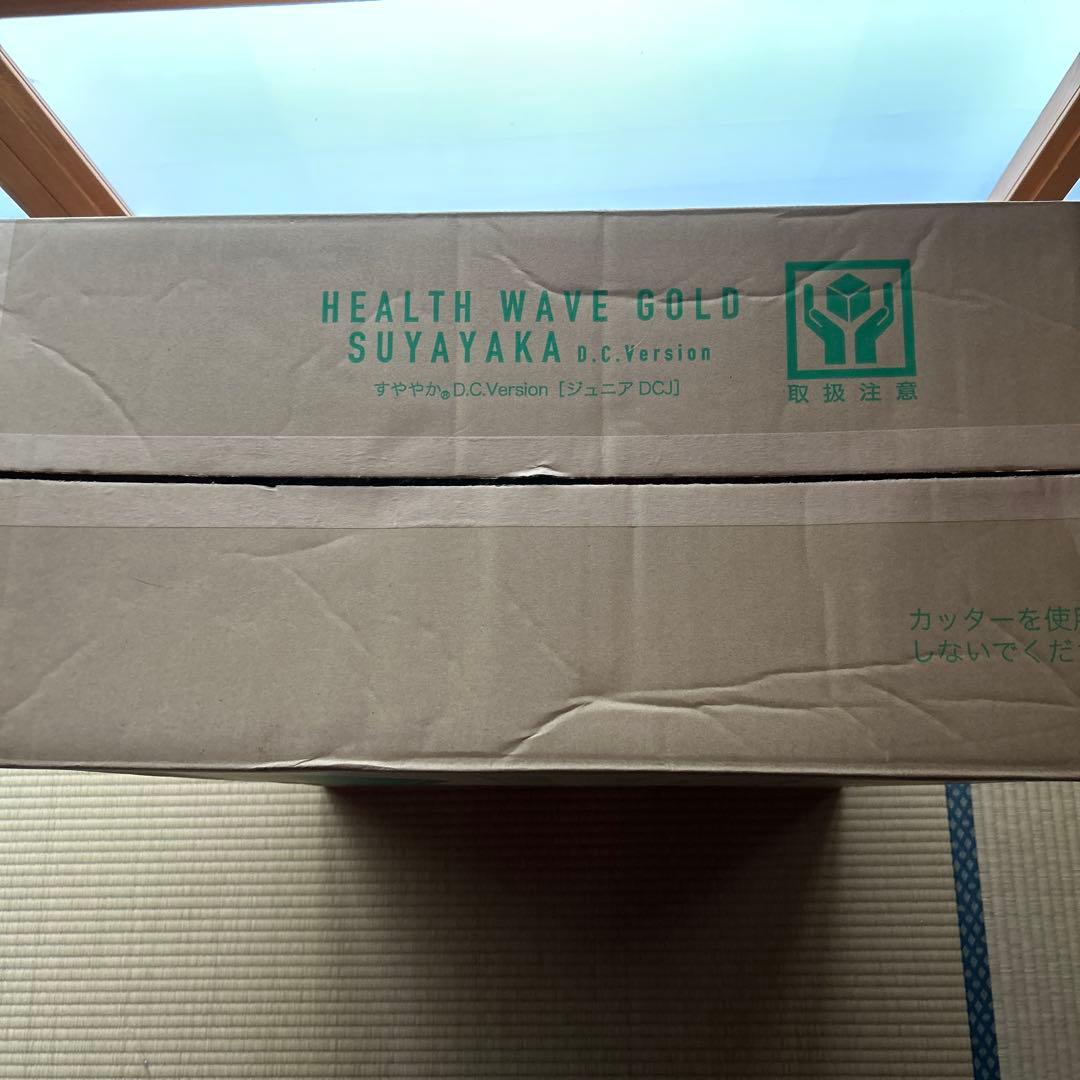 HEALTH WAVE GOLD
SUYAYAKA D.C.Version
すややか® D.C.Version [ジュニア DCJ]
取扱注意
カッターを使用
しないでくだ